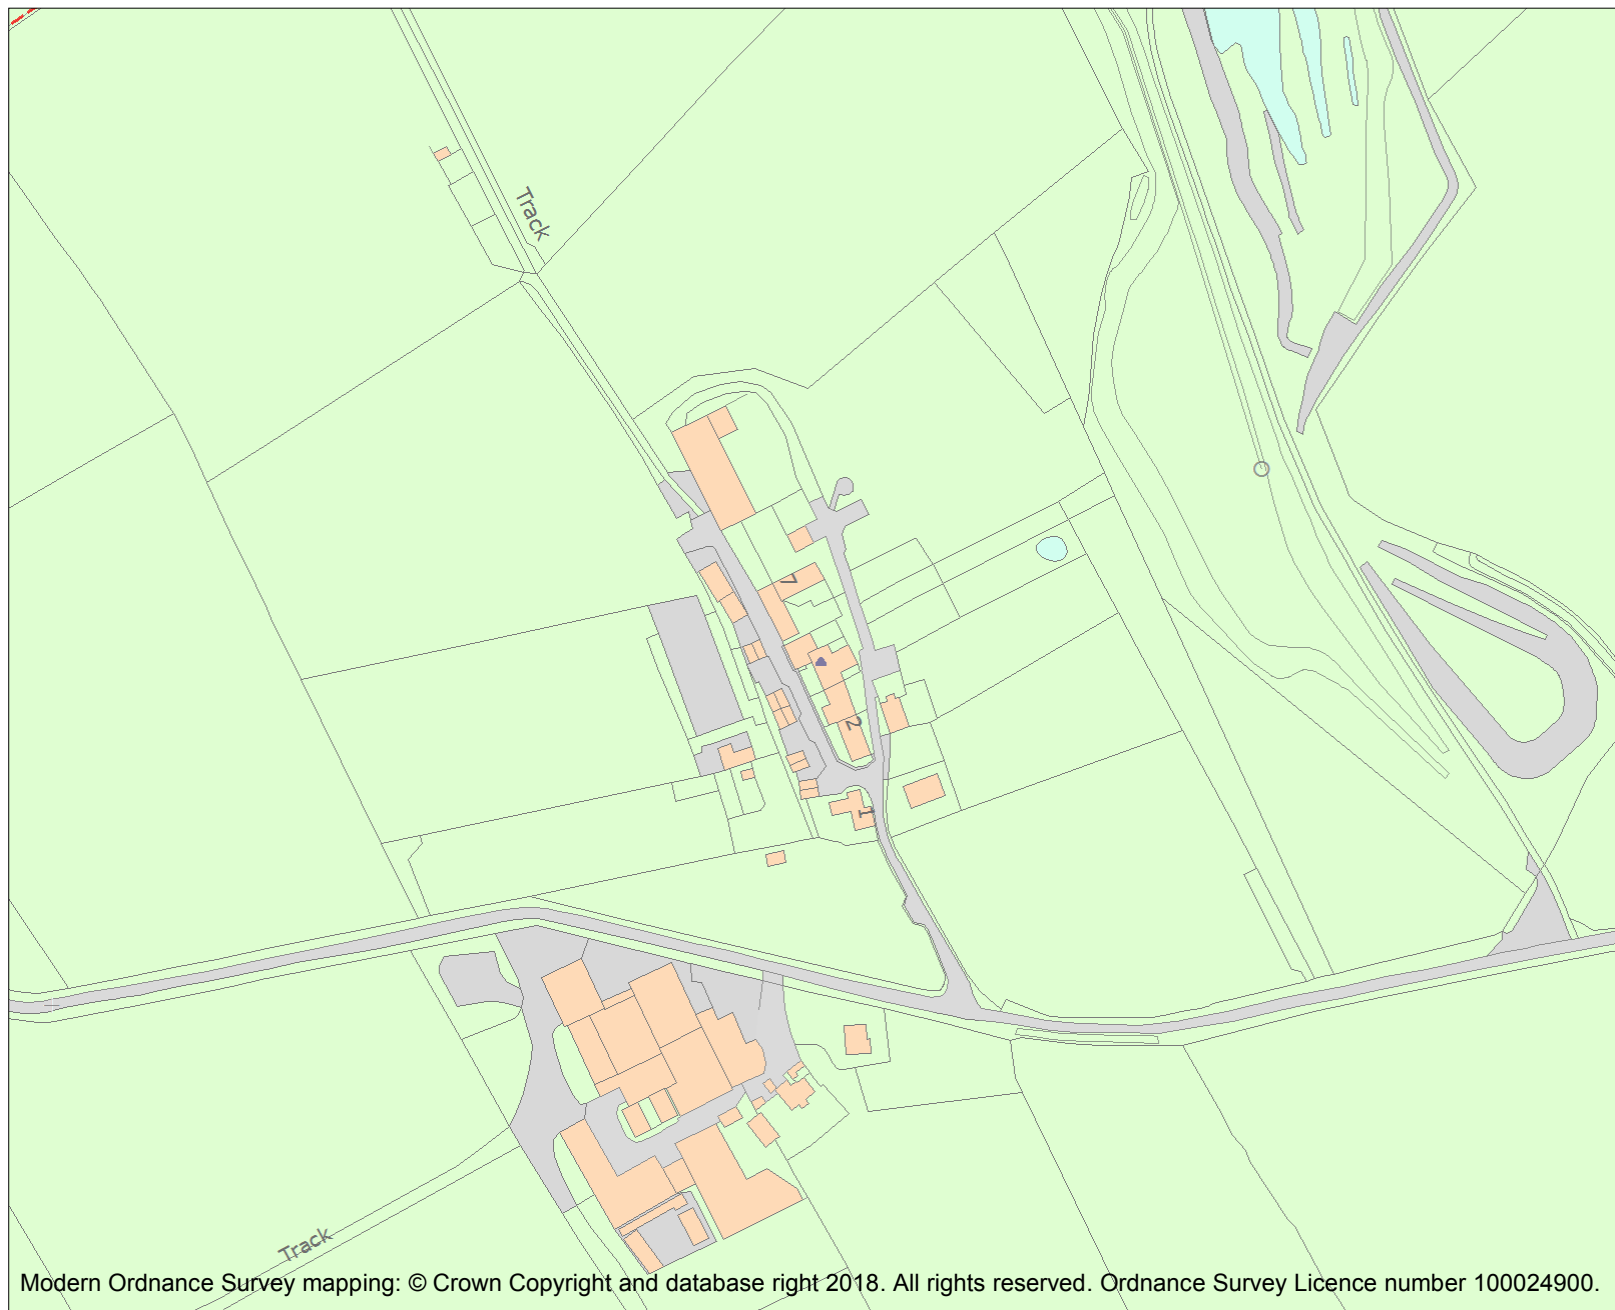 Track
7
2
1
Track
Modern Ordnance Survey mapping: © Crown Copyright and database right 2018. All rights reserved. Ordnance Survey Licence number 100024900.